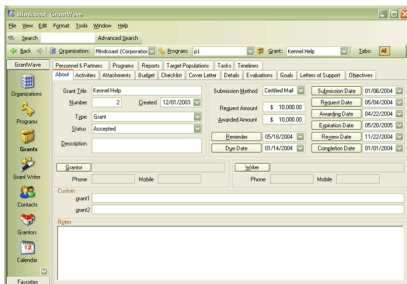 Mindcoast GrantWave
File View Edit Format Tools Window Help
Search Advanced Search
Back Organization: Mindcoast (Corporation Program: p1 Grant: Kennel Help Tabs: All
GrantWave
Organizations
Programs
Grants
Grant Writer
Contacts
Grantors
Calendar
Favorites
Personnel & Partners Programs Reports Target Populations Tasks Timelines
About Activities Attachments Budget Checklist Cover Letter Details Evaluations Goals Letters of Support Objectives
Grant Title Kennel Help Submission Method Certified Mail Submission Date 01/06/2004
Number 2 Created 12/01/2003 Request Amount $ 10,000.00 Request Date 05/04/2004
Type Grant Awarded Amount $ 10,000.00 Awarding Date 04/22/2004
Status Accepted Expiration Date 05/20/2005
Description Reminder 05/18/2004 Review Date 11/22/2004
Due Date 01/14/2004 Completion Date 01/01/2004
Grantor Writer
Phone Mobile Phone Mobile
Custom
grant1
grant2
Notes